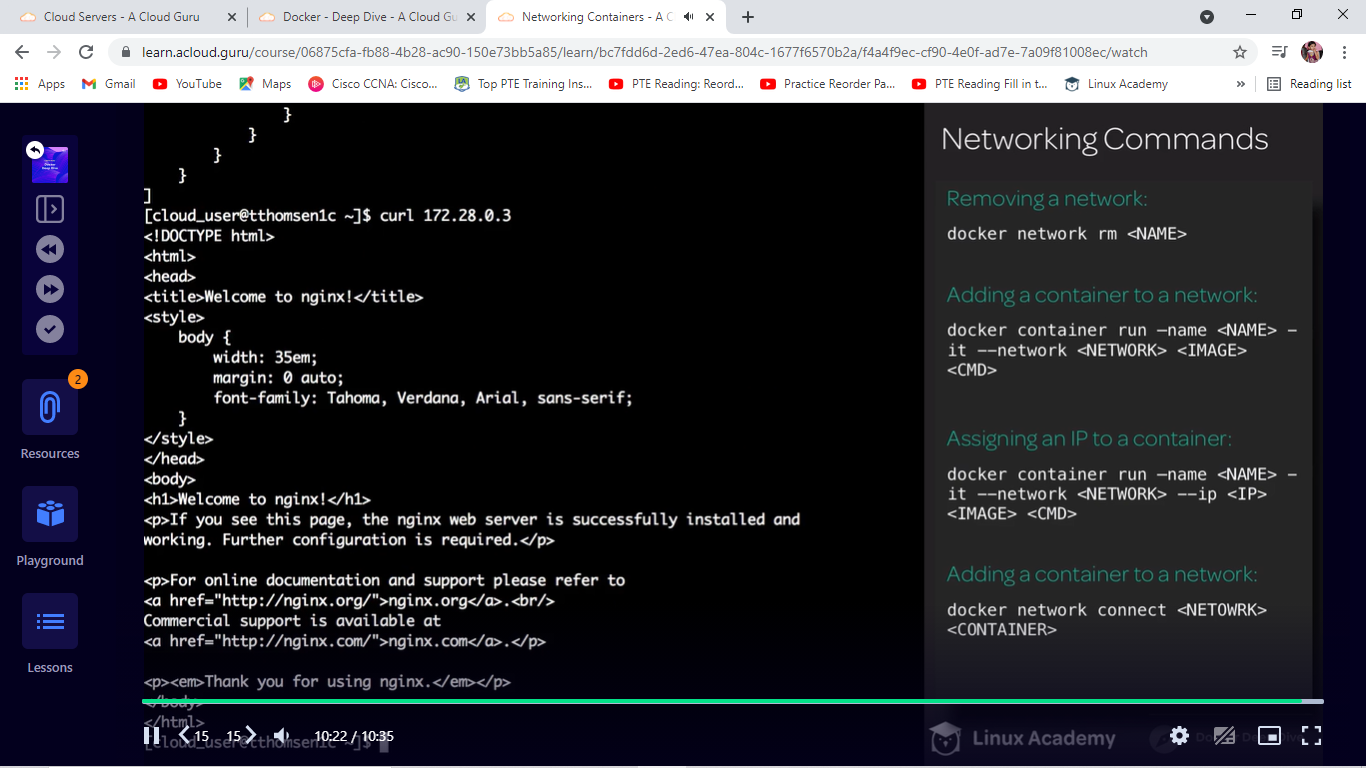 Cloud Servers - A Cloud Guru
Docker - Deep Dive - A Cloud Gu
Networking Containers - A C
learn.acloud.guru/course/06875cfa-fb88-4b28-ac90-150e73bb5a85/learn/bc7fdd6d-2ed6-47ea-804c-1677f6570b2a/f4a4f9ec-cf90-4e0f-ad7e-7a09f81008ec/watch
Apps
Gmail
YouTube
Maps
Cisco CCNA: Cisco...
Top PTE Training Ins...
PTE Reading: Reord...
Practice Reorder Pa...
PTE Reading Fill in t...
Linux Academy
»
Reading list
2
Resources
Playground
Lessons
}
}
}
}
]
[cloud_user@tthomsen1c ~]$ curl 172.28.0.3
<!DOCTYPE html>
<html>
<head>
<title>Welcome to nginx!</title>
<style>
body {
width: 35em;
margin: 0 auto;
font-family: Tahoma, Verdana, Arial, sans-serif;
}
</style>
</head>
<body>
<h1>Welcome to nginx!</h1>
<p>If you see this page, the nginx web server is successfully installed and
working. Further configuration is required.</p>
<p>For online documentation and support please refer to
<a href="http://nginx.org/">nginx.org</a>.<br/>
Commercial support is available at
<a href="http://nginx.com/">nginx.com</a>.</p>
<p><em>Thank you for using nginx.</em></p>
</body>
</html>
[cloud_user@tthomsen1c ~]$
15
15
10:22 / 10:35
Networking Commands
Removing a network:
docker network rm <NAME>
Adding a container to a network:
docker container run –name <NAME> -
it --network <NETWORK> <IMAGE>
<CMD>
Assigning an IP to a container:
docker container run –name <NAME> -
it --network <NETWORK> --ip <IP>
<IMAGE> <CMD>
Adding a container to a network:
docker network connect <NETOWRK>
<CONTAINER>
Linux Academy